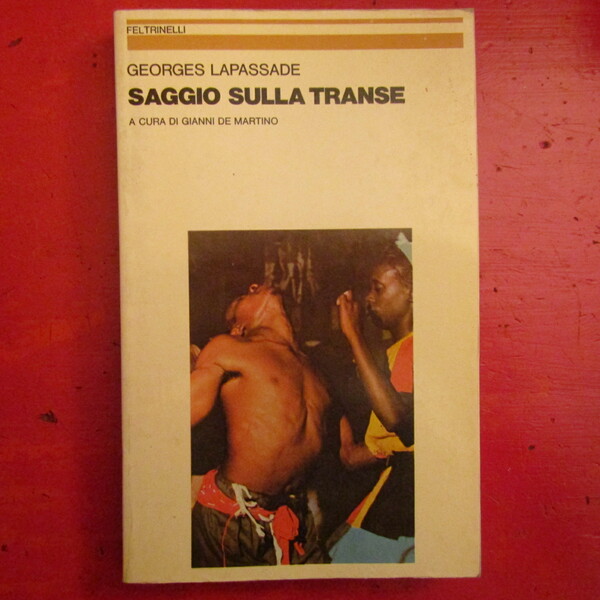 FELTRINELLI
GEORGES LAPASSADE
SAGGIO SULLA TRANSE
A CURA DI GIANNI DE MARTINO